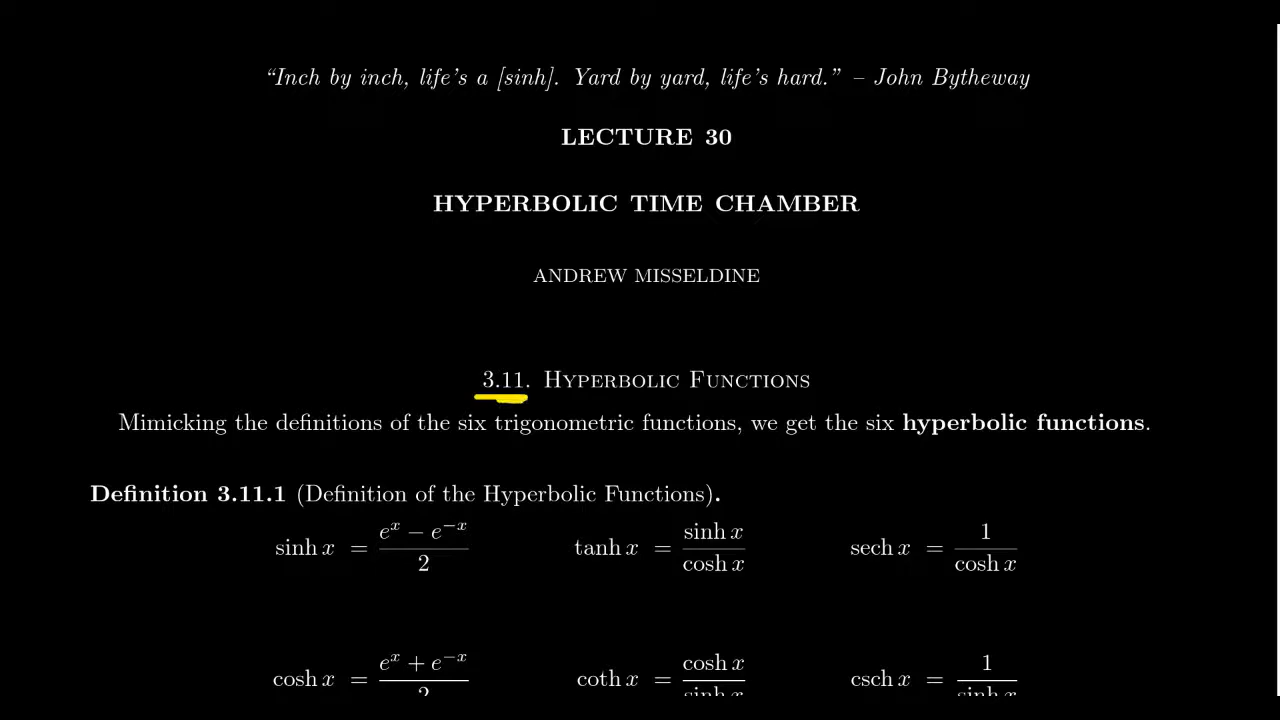 “Inch by inch, life’s a [sinh]. Yard by yard, life’s hard.” – John Bytheway
LECTURE 30
HYPERBOLIC TIME CHAMBER
ANDREW MISSELDINE
3.11. Hyperbolic Functions
Mimicking the definitions of the six trigonometric functions, we get the six hyperbolic functions.
Definition 3.11.1 (Definition of the Hyperbolic Functions).
sinh x = (e^x − e^{−x})/2    tanh x = sinh x/cosh x    sech x = 1/cosh x
cosh x = (e^x + e^{−x})/2    coth x = cosh x/sinh x    csch x = 1/sinh x